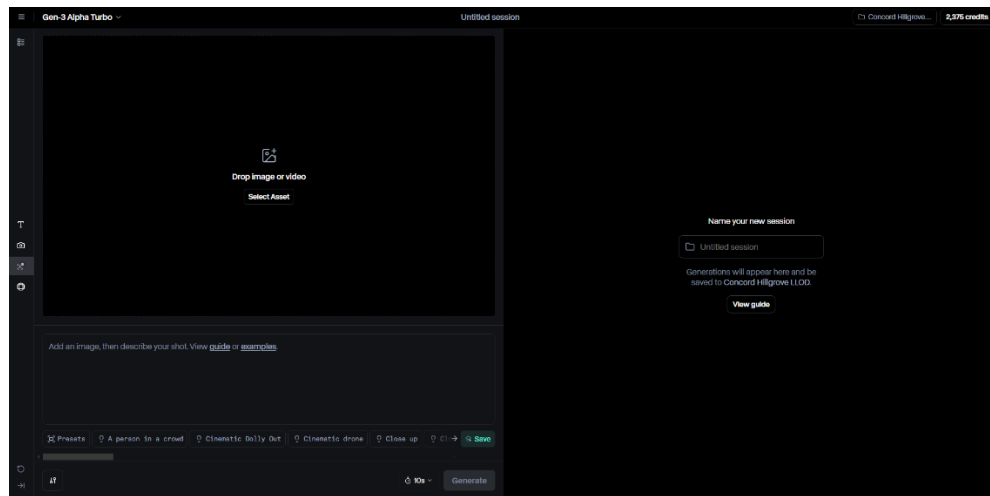 Gen-3 Alpha Turbo
Untitled session
Concord Hillgrove...
2,375 credits
Drop image or video
Select Asset
T
Name your new session
Untitled session
Generations will appear here and be
saved to Concord Hillgrove LLOD.
View guide
Add an image, then describe your shot. View guide or examples.
Presets
A person in a crowd
Cinematic Dolly Out
Cinematic drone
Close up
Save
10s
Generate